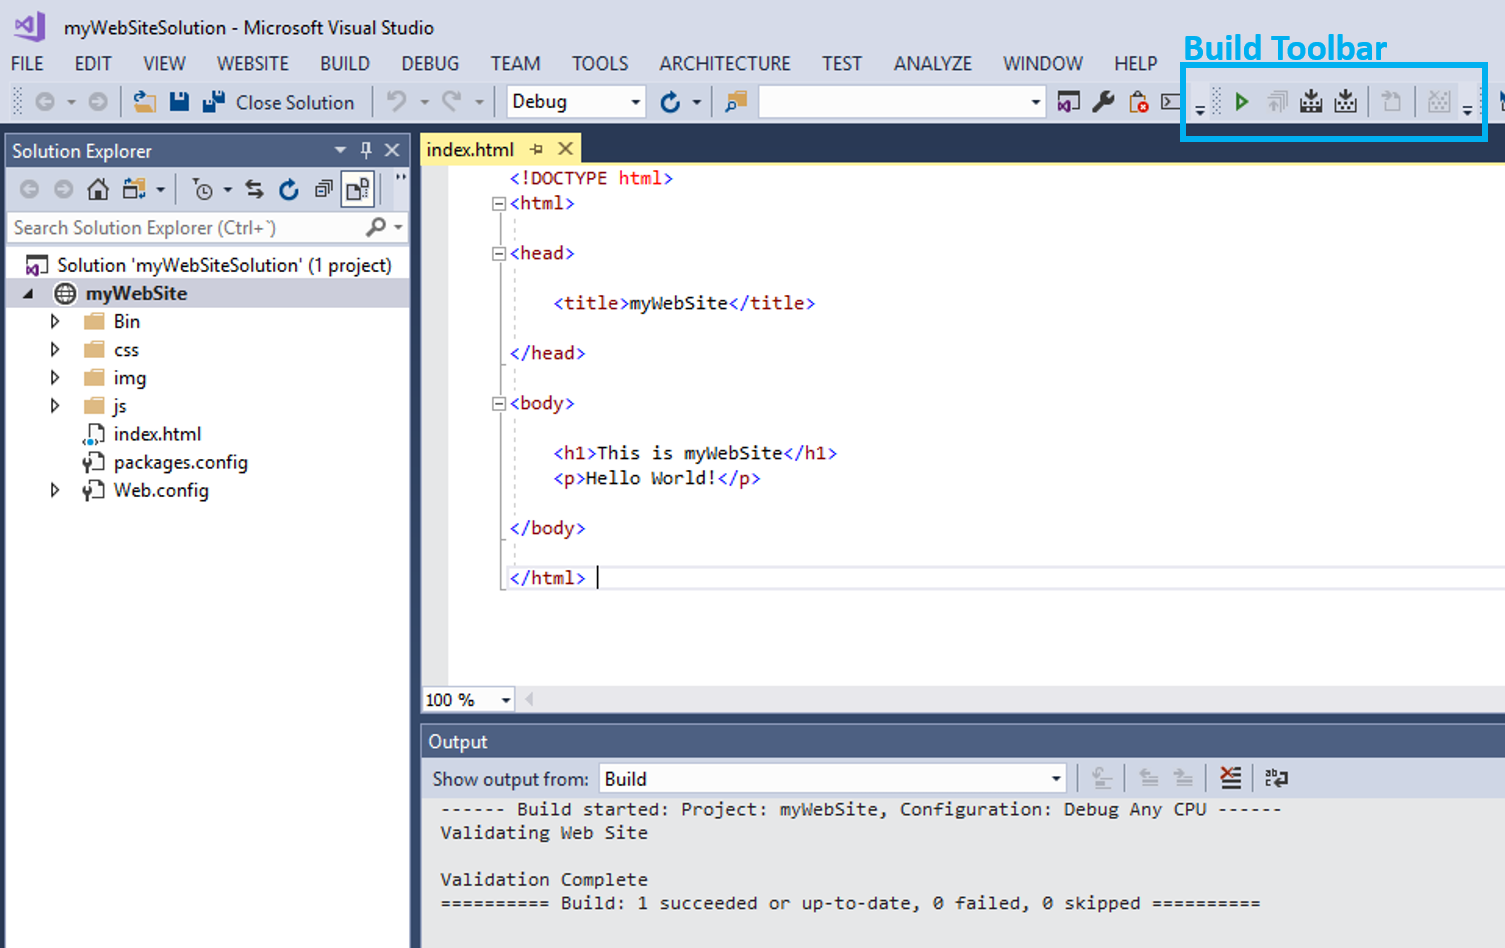 myWebSiteSolution - Microsoft Visual Studio
Build Toolbar
FILE EDIT VIEW WEBSITE BUILD DEBUG TEAM TOOLS ARCHITECTURE TEST ANALYZE WINDOW HELP
Close Solution Debug
Solution Explorer
Search Solution Explorer (Ctrl+`)
Solution 'myWebSiteSolution' (1 project)
myWebSite
Bin
css
img
js
index.html
packages.config
Web.config
index.html
<!DOCTYPE html>
<html>
<head>
<title>myWebSite</title>
</head>
<body>
<h1>This is myWebSite</h1>
<p>Hello World!</p>
</body>
</html>
100 %
Output
Show output from: Build
------ Build started: Project: myWebSite, Configuration: Debug Any CPU ------
Validating Web Site
Validation Complete
========== Build: 1 succeeded or up-to-date, 0 failed, 0 skipped ==========